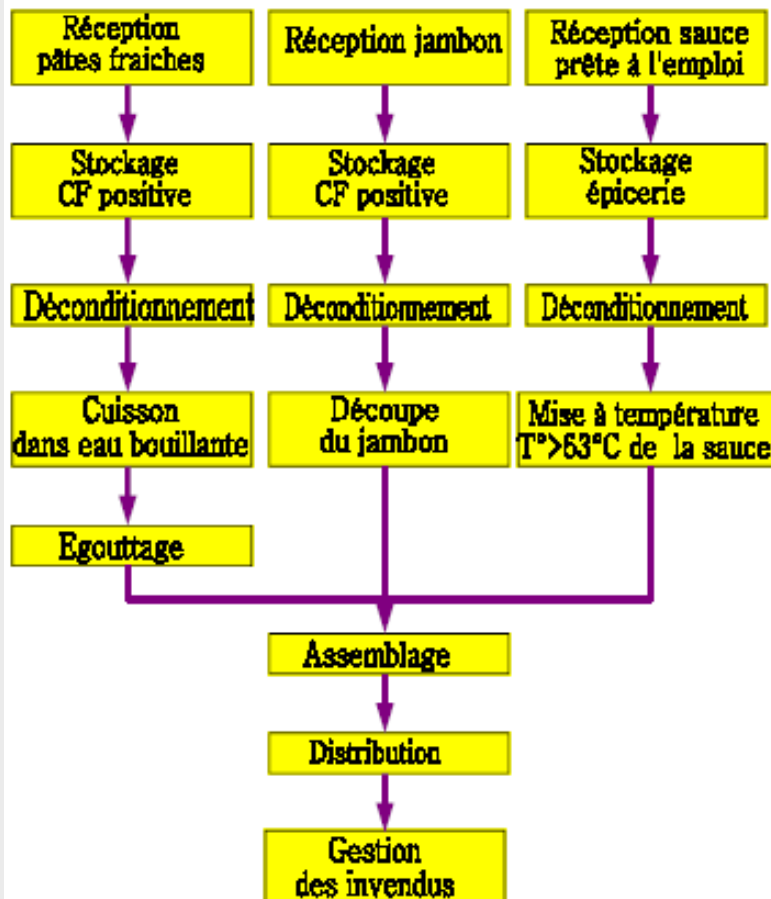 Réception
pâtes fraiches
Réception jambon
Réception sauce
prête à l'emploi
Stockage
CF positive
Stockage
CF positive
Stockage
épicerie
Déconditionnement
Déconditionnement
Déconditionnement
Cuisson
dans eau bouillante
Découpe
du jambon
Mise à température
T°>63°C de la sauce
Egouttage
Assemblage
Distribution
Gestion
des invendus